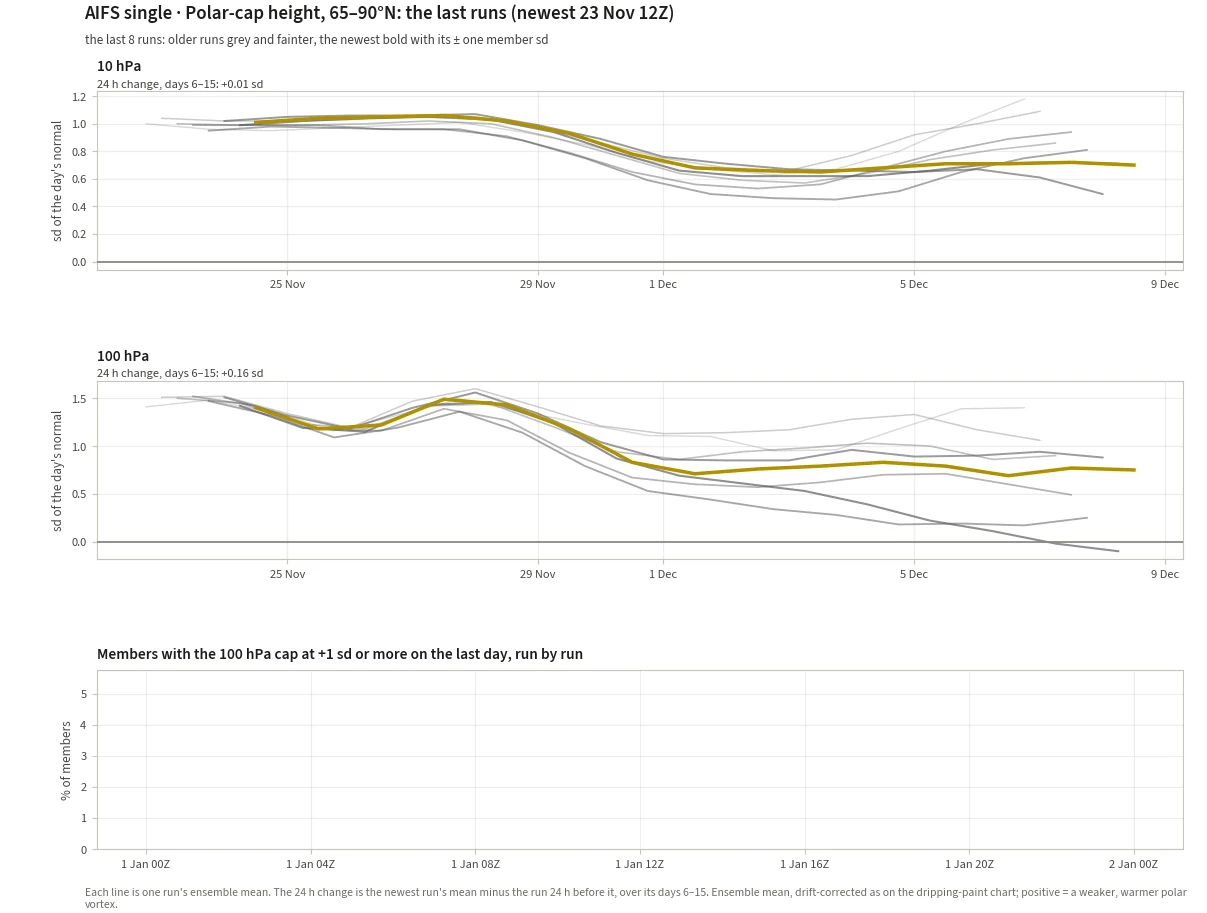 AIFS single · Polar-cap height, 65–90°N: the last runs (newest 23 Nov 12Z)
the last 8 runs: older runs grey and fainter, the newest bold with its ± one member sd
10 hPa
24 h change, days 6–15: +0.01 sd
sd of the day's normal
1.2
1.0
0.8
0.6
0.4
0.2
0.0
25 Nov
29 Nov
1 Dec
5 Dec
9 Dec
100 hPa
24 h change, days 6–15: +0.16 sd
sd of the day's normal
1.5
1.0
0.5
0.0
25 Nov
29 Nov
1 Dec
5 Dec
9 Dec
Members with the 100 hPa cap at +1 sd or more on the last day, run by run
% of members
5
4
3
2
1
0
1 Jan 00Z
1 Jan 04Z
1 Jan 08Z
1 Jan 12Z
1 Jan 16Z
1 Jan 20Z
2 Jan 00Z
Each line is one run's ensemble mean. The 24 h change is the newest run's mean minus the run 24 h before it, over its days 6–15. Ensemble mean, drift-corrected as on the dripping-paint chart; positive = a weaker, warmer polar
vortex.